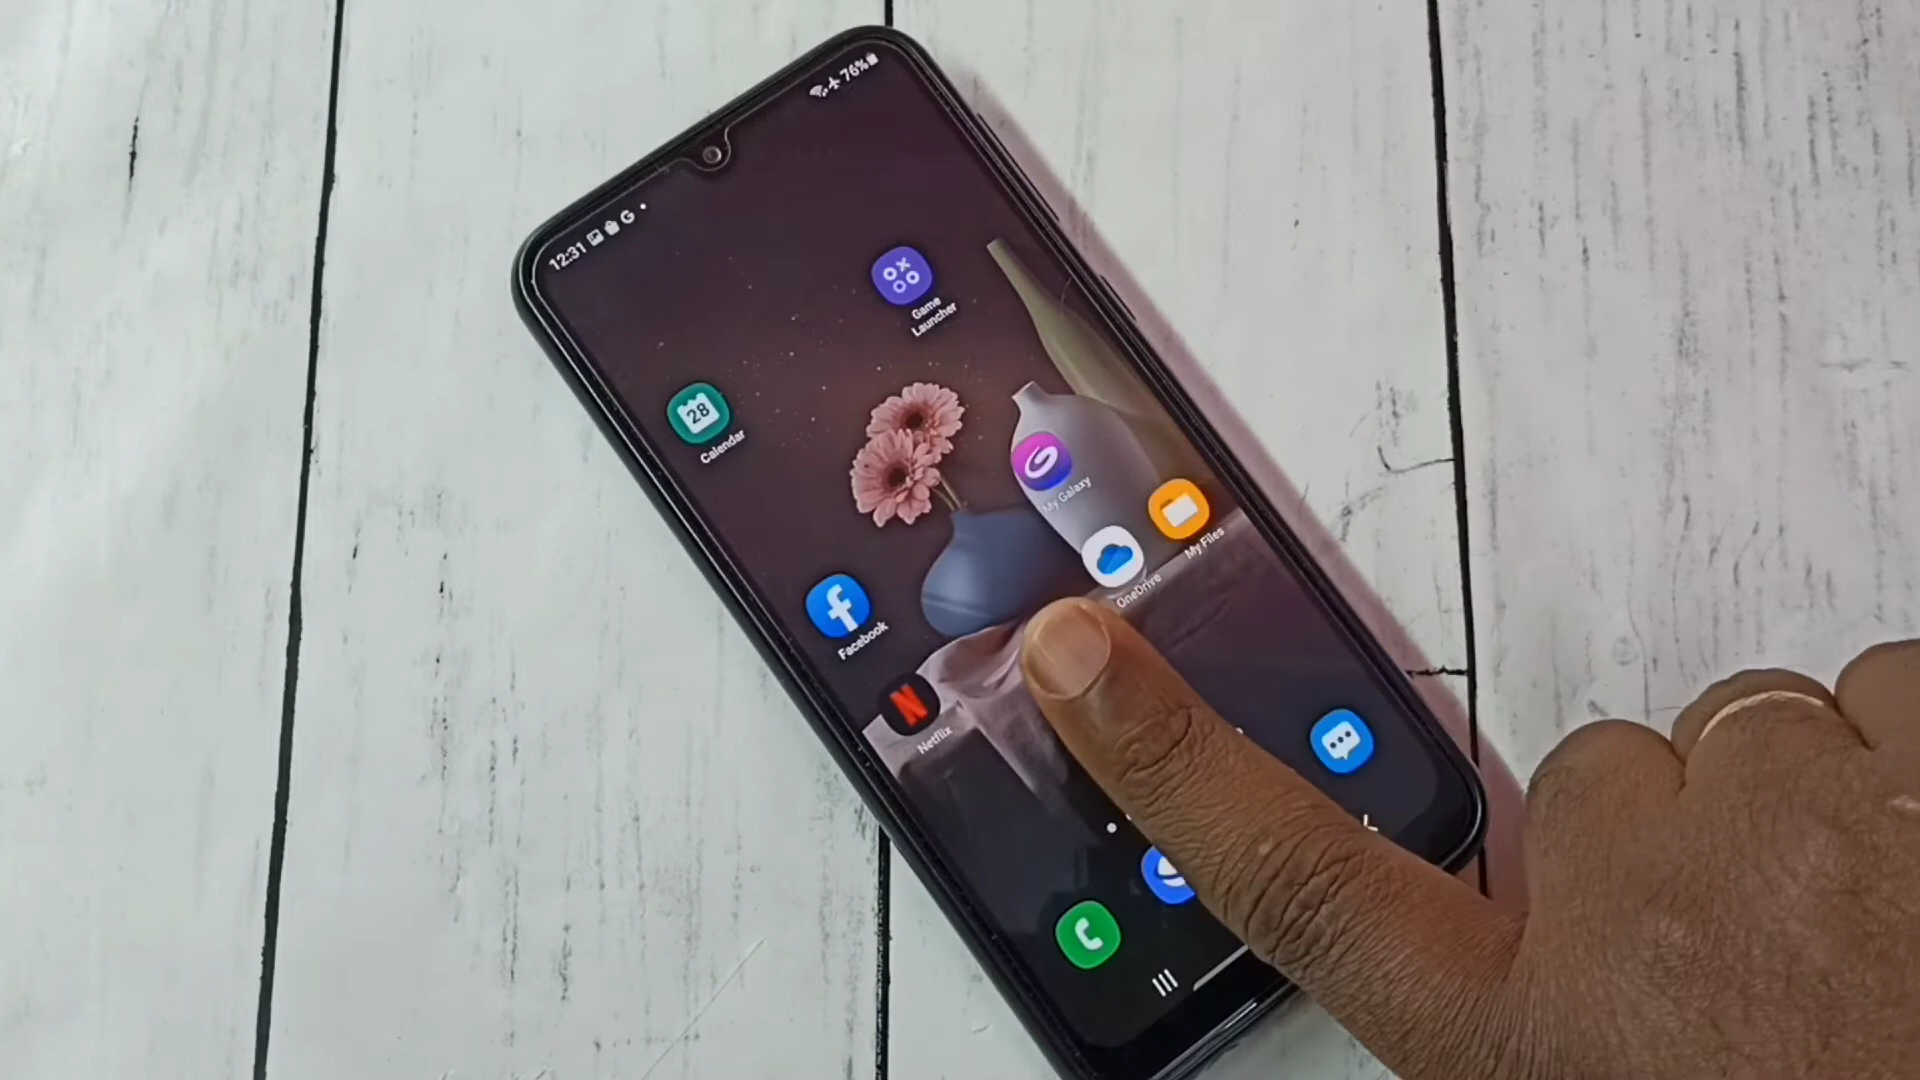 12:31 G
76%
Game
Launcher
28
Calendar
My Galaxy
My Files
OneDrive
Facebook
N
Netflix